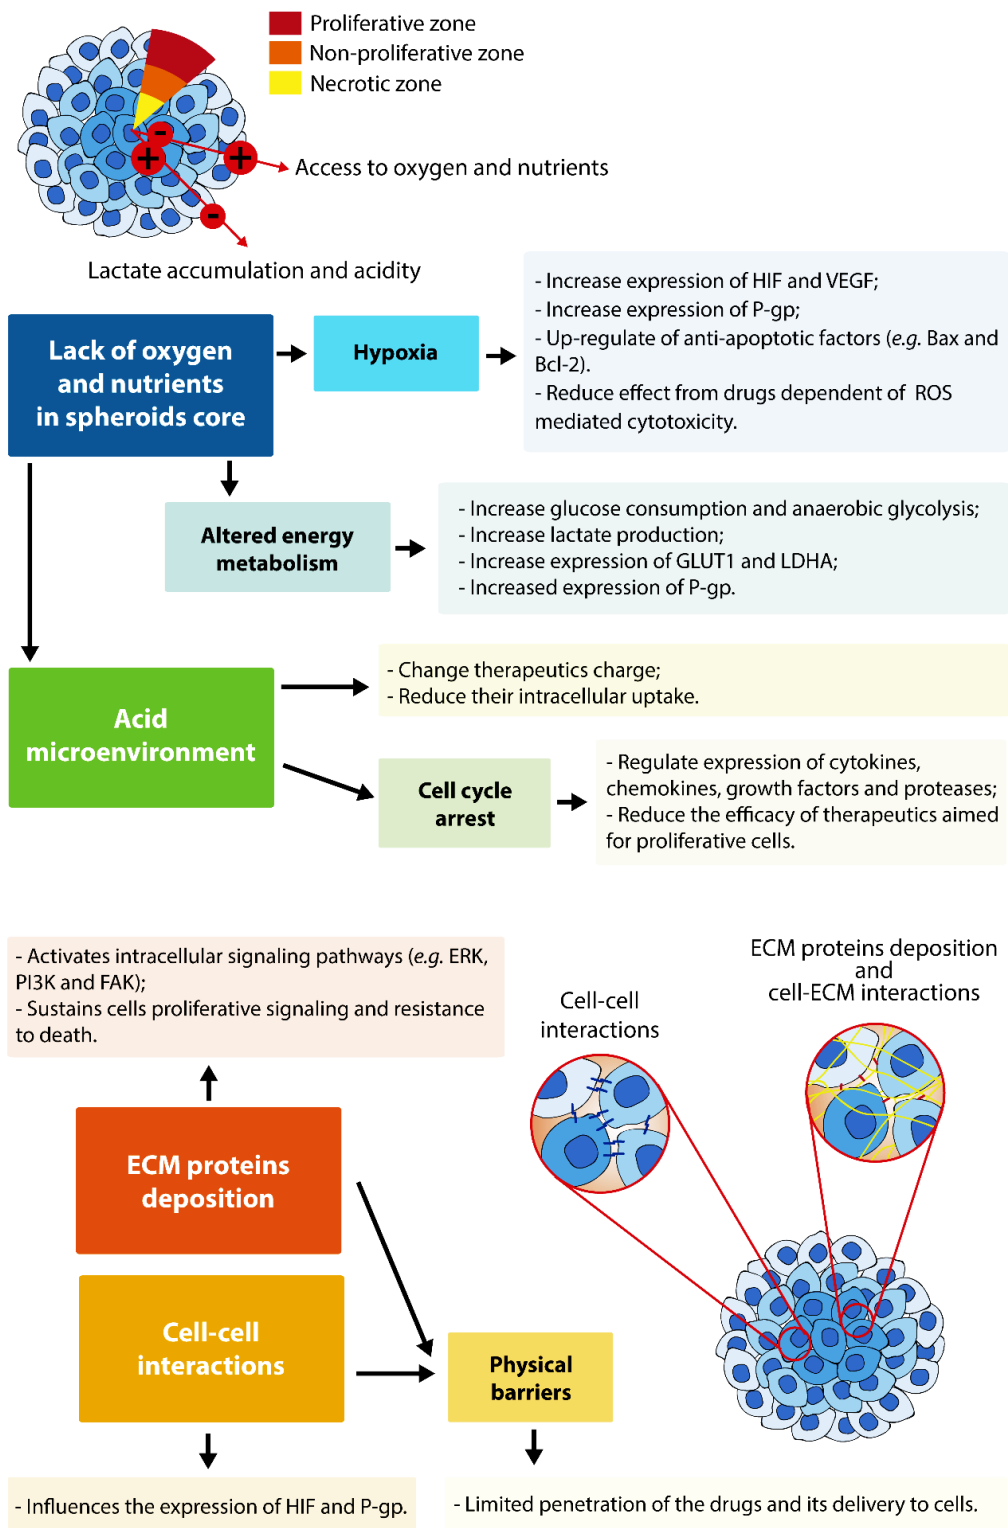 Proliferative zone
Non-proliferative zone
Necrotic zone
-
+
+
-
Access to oxygen and nutrients
Lactate accumulation and acidity
Lack of oxygen
and nutrients
in spheroids core
Hypoxia
- Increase expression of HIF and VEGF;
- Increase expression of P-gp;
- Up-regulate of anti-apoptotic factors (e.g. Bax and
Bcl-2).
- Reduce effect from drugs dependent of ROS
mediated cytotoxicity.
Altered energy
metabolism
- Increase glucose consumption and anaerobic glycolysis;
- Increase lactate production;
- Increase expression of GLUT1 and LDHA;
- Increased expression of P-gp.
Acid
microenvironment
- Change therapeutics charge;
- Reduce their intracellular uptake.
Cell cycle
arrest
- Regulate expression of cytokines,
chemokines, growth factors and proteases;
- Reduce the efficacy of therapeutics aimed
for proliferative cells.
- Activates intracellular signaling pathways (e.g. ERK,
PI3K and FAK);
- Sustains cells proliferative signaling and resistance
to death.
Cell-cell
interactions
ECM proteins deposition
and
cell-ECM interactions
ECM proteins
deposition
Cell-cell
interactions
Physical
barriers
- Influences the expression of HIF and P-gp.
- Limited penetration of the drugs and its delivery to cells.